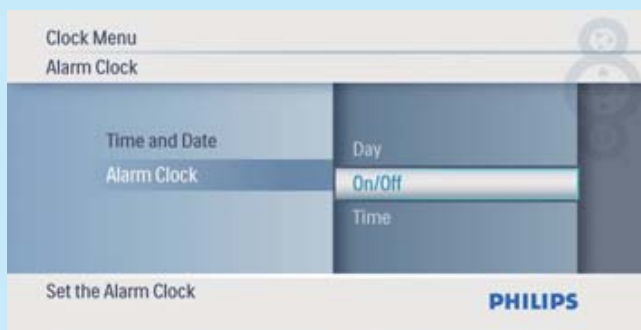 Clock Menu
Alarm Clock
Time and Date
Alarm Clock
Day
On/Off
Time
Set the Alarm Clock
PHILIPS